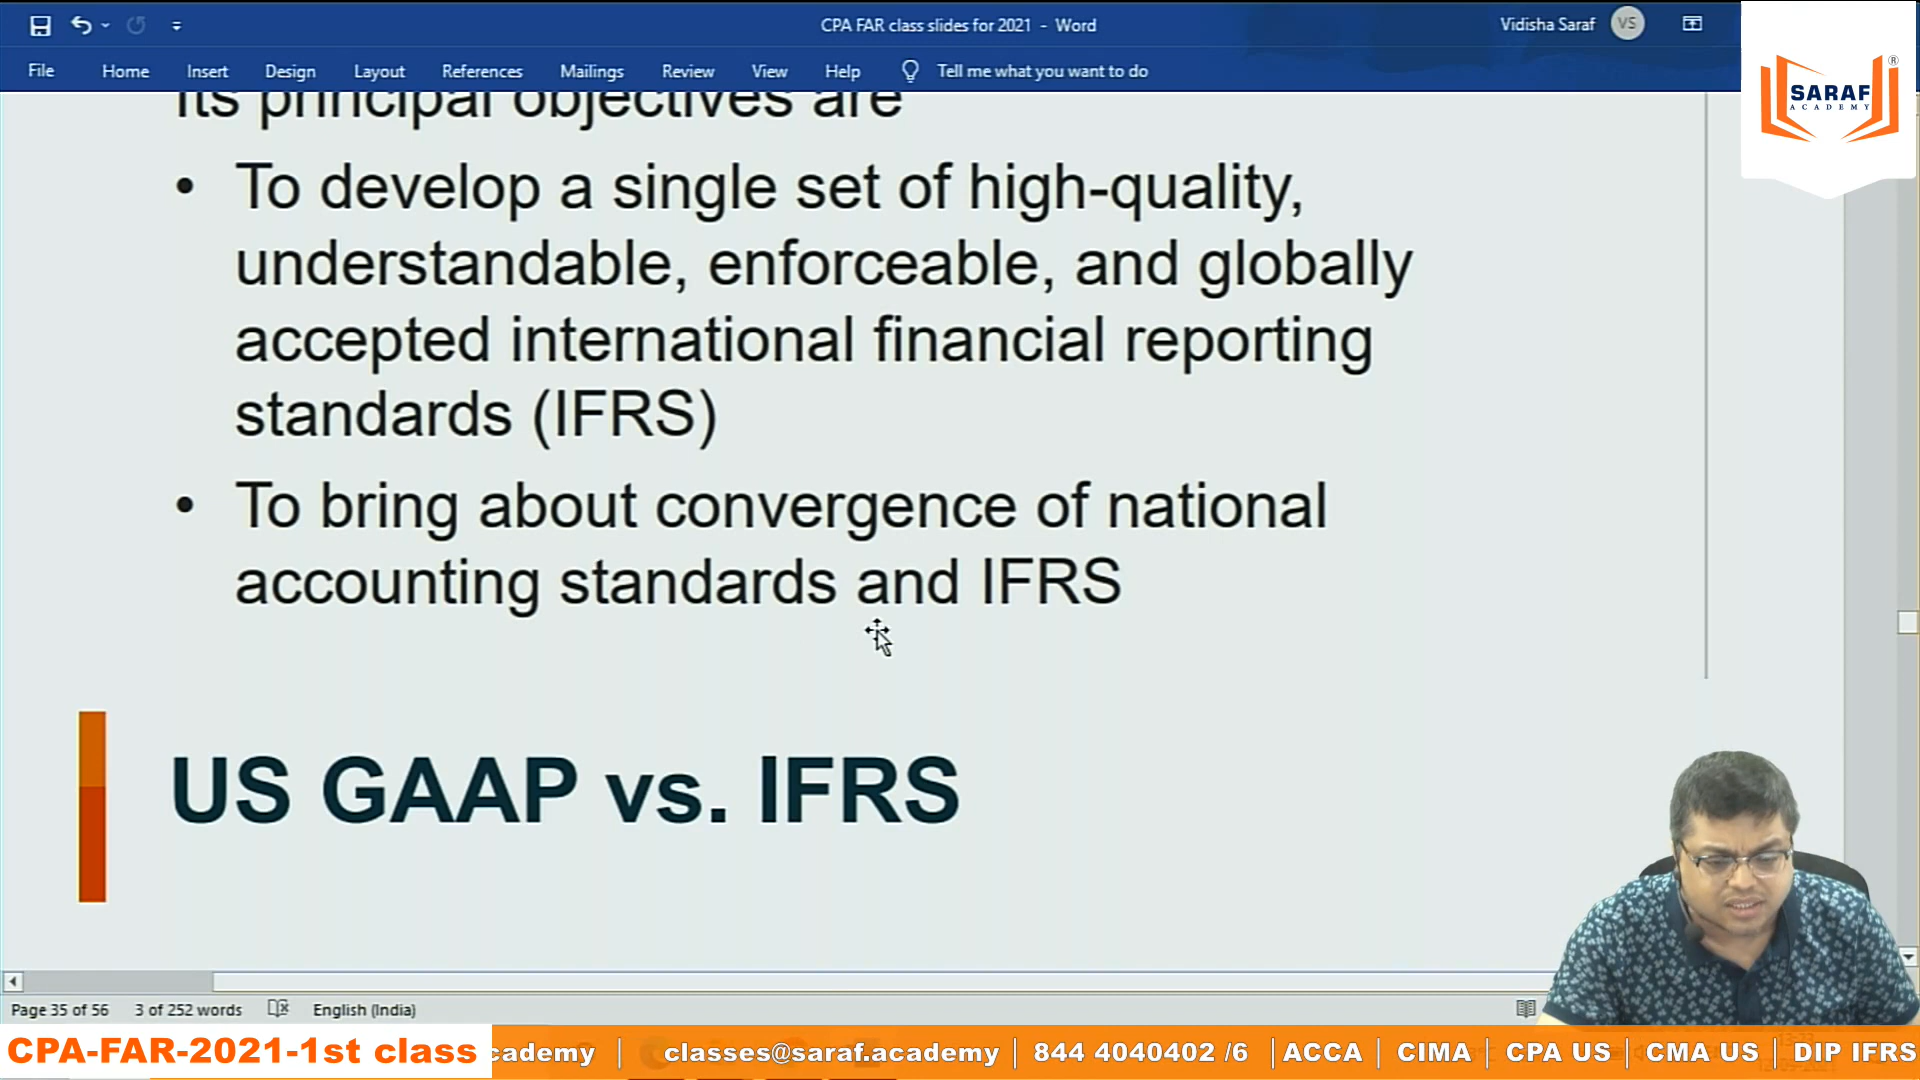 CPA FAR class slides for 2021 - Word
Vidisha Saraf
VS
File Home Insert Design Layout References Mailings Review View Help Tell me what you want to do
SARAF
ACADEMY
®
Its principal objectives are
• To develop a single set of high-quality,
understandable, enforceable, and globally
accepted international financial reporting
standards (IFRS)
• To bring about convergence of national
accounting standards and IFRS
US GAAP vs. IFRS
Page 35 of 56 3 of 252 words English (India)
CPA-FAR-2021-1st class
cademy | classes@saraf.academy | 844 4040402 /6 | ACCA | CIMA | CPA US | CMA US | DIP IFRS